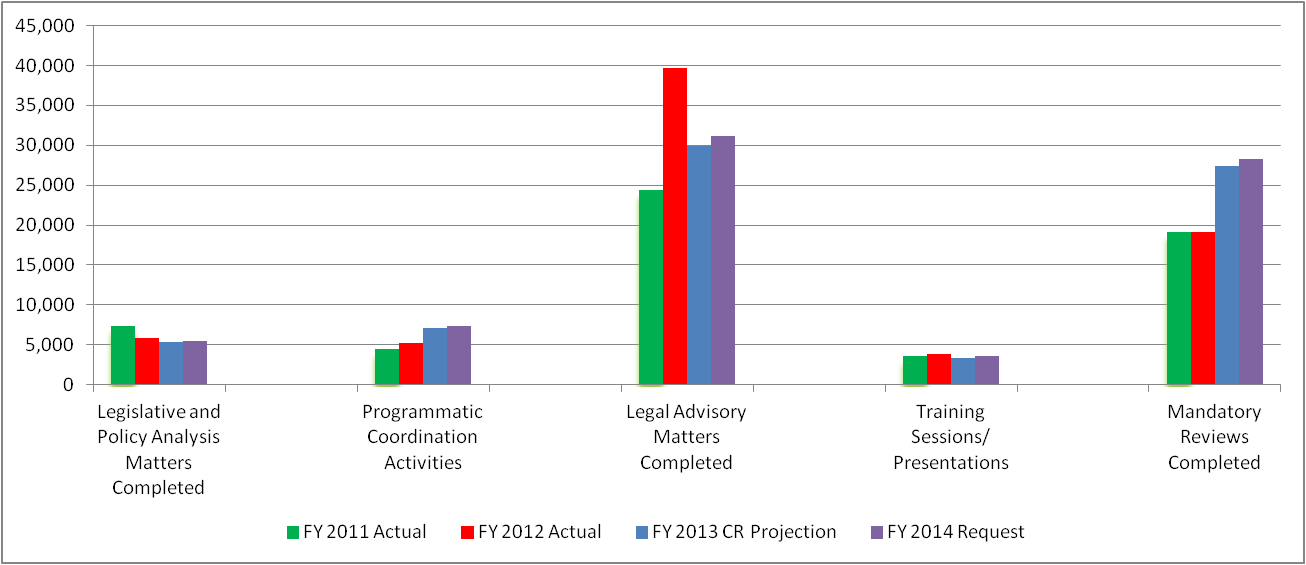 45,000
40,000
35,000
30,000
25,000
20,000
15,000
10,000
5,000
0
Legislative and
Policy Analysis
Matters
Completed
Programmatic
Coordination
Activities
Legal Advisory
Matters
Completed
Training
Sessions/
Presentations
Mandatory
Reviews
Completed
FY 2011 Actual
FY 2012 Actual
FY 2013 CR Projection
FY 2014 Request